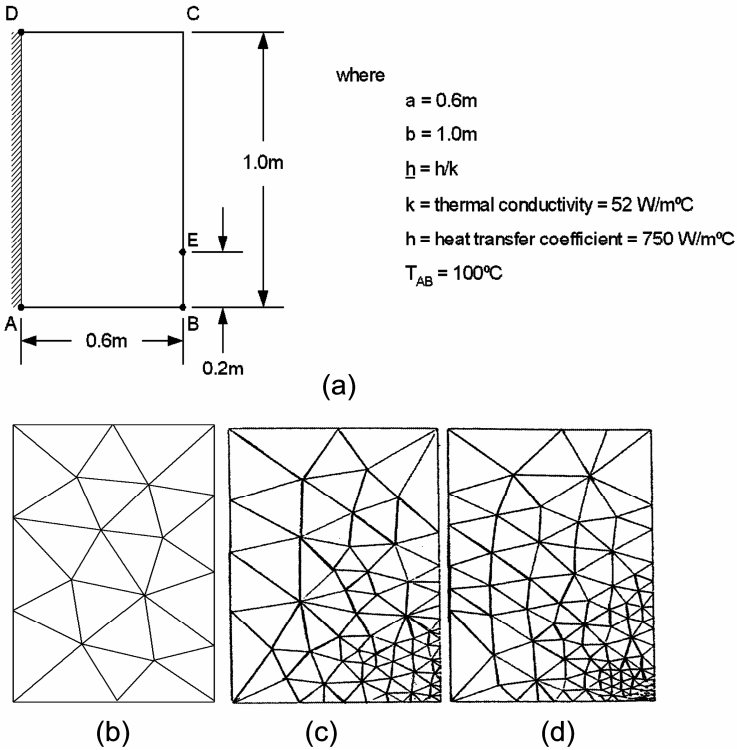 D
C
where
a = 0.6m
b = 1.0m
h = h/k
k = thermal conductivity = 52 W/mºC
h = heat transfer coefficient = 750 W/mºC
T_AB = 100ºC
1.0m
E
A
B
0.6m
0.2m
(a)
(b)
(c)
(d)